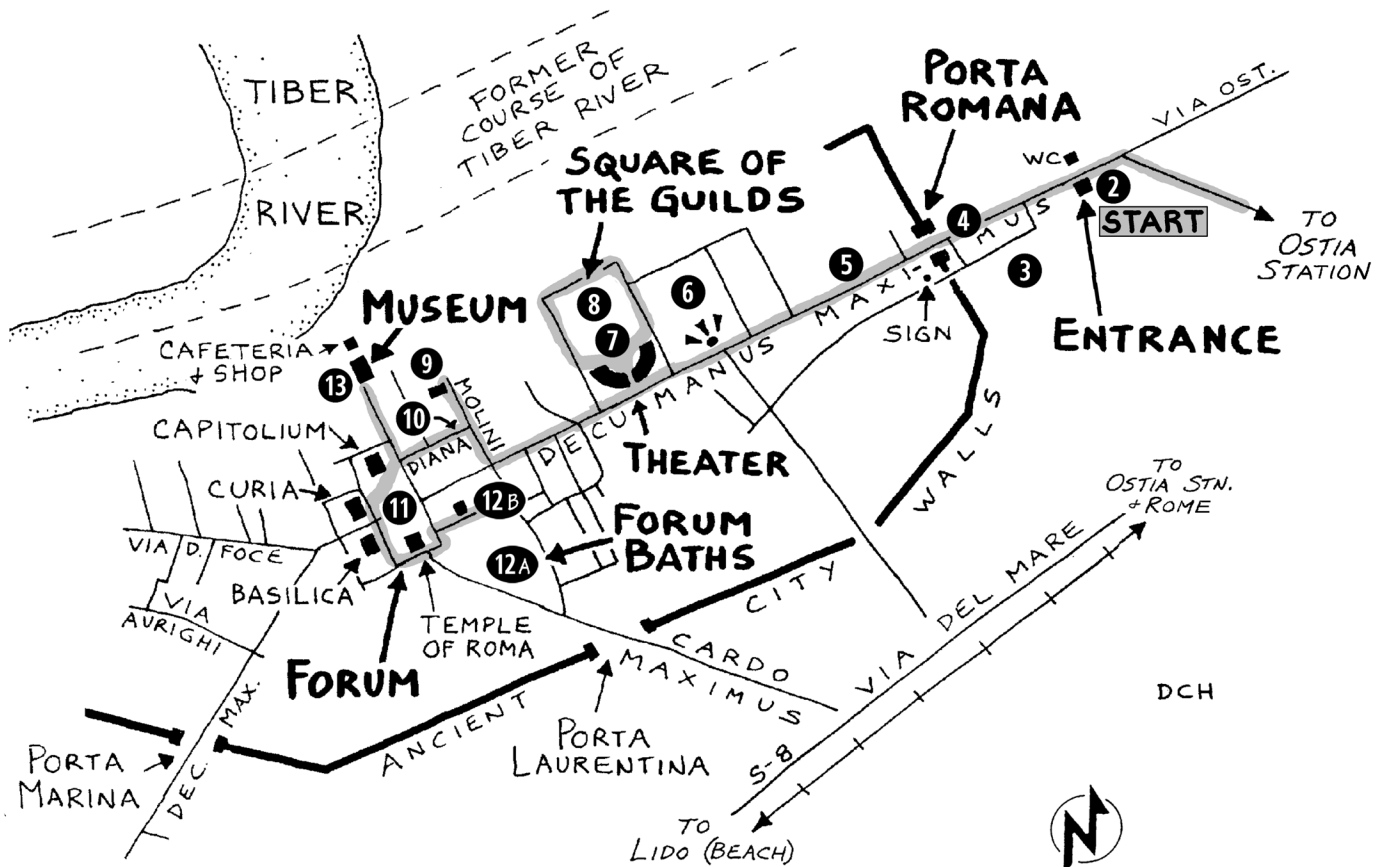 TIBER
RIVER
FORMER
COURSE OF
TIBER RIVER
PORTA
ROMANA
VIA OST.
WC
2
START
TO
OSTIA
STATION
SQUARE OF
THE GUILDS
4
3
5
6
8
7
SIGN
ENTRANCE
MUSEUM
CAFETERIA
& SHOP
13
9
10
MOLINI
DIANA
DECUMANUS MAXI-
MUS
THEATER
CAPITOLIUM
CURIA
11
12B
12A
FORUM
BATHS
WALLS
TO
OSTIA STN.
& ROME
VIA D. FOCE
BASILICA
VIA
AURIGHI
TEMPLE
OF ROMA
FORUM
CITY
CARDO
MAXIMUS
VIA DEL MARE
S-8
DCH
ANCIENT
PORTA
LAURENTINA
PORTA
MARINA
DEC. MAX.
TO
LIDO (BEACH)
N